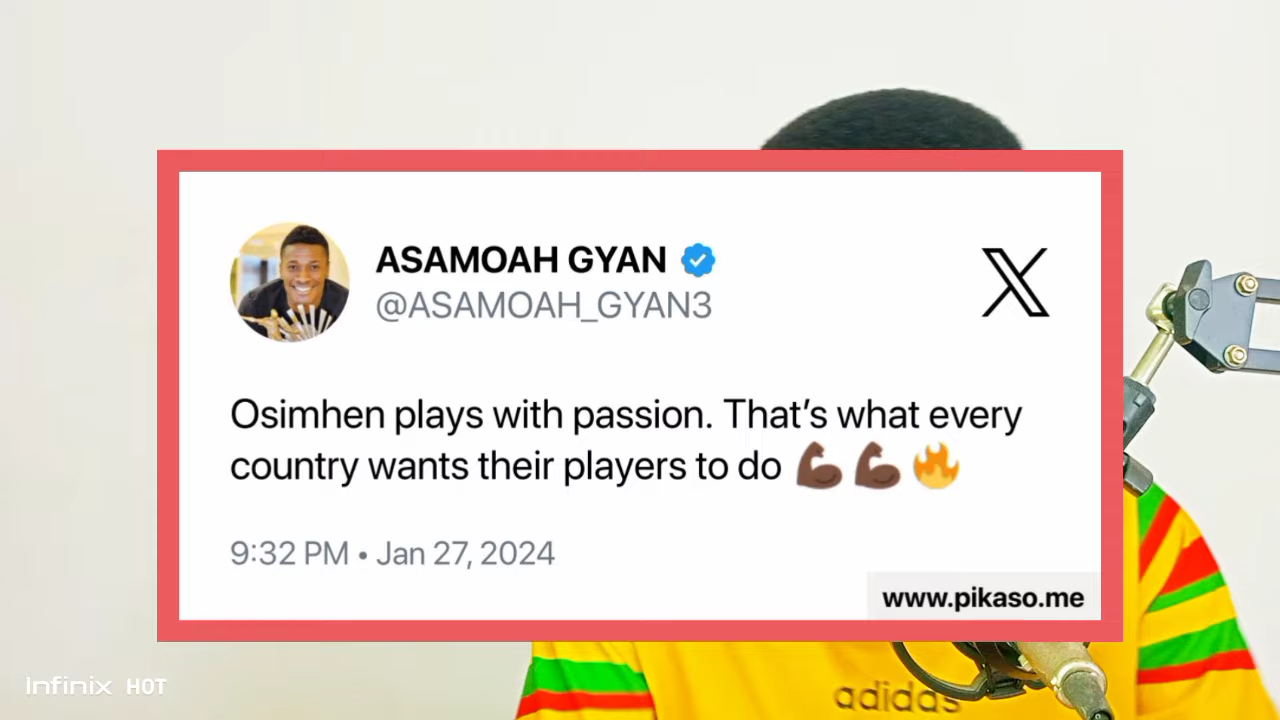 ASAMOAH GYAN
@ASAMOAH_GYAN3
Osimhen plays with passion. That’s what every
country wants their players to do 💪🏿💪🏿🔥
9:32 PM • Jan 27, 2024
www.pikaso.me
adidas
Infinix HOT